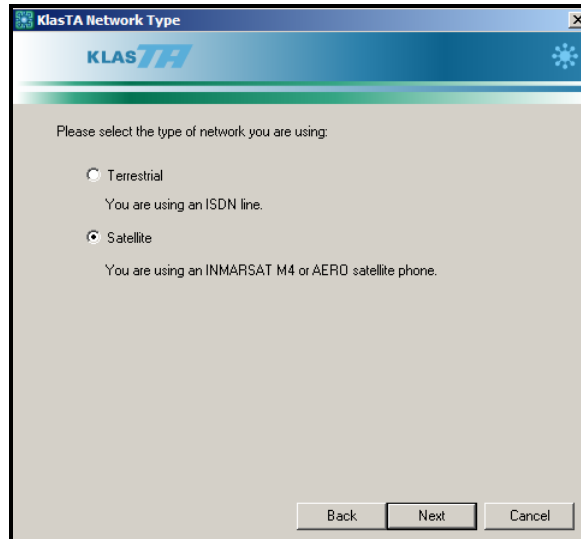 KlasTA Network Type
KLAS TA
Please select the type of network you are using:
Terrestrial
You are using an ISDN line.
Satellite
You are using an INMARSAT M4 or AERO satellite phone.
Back Next Cancel